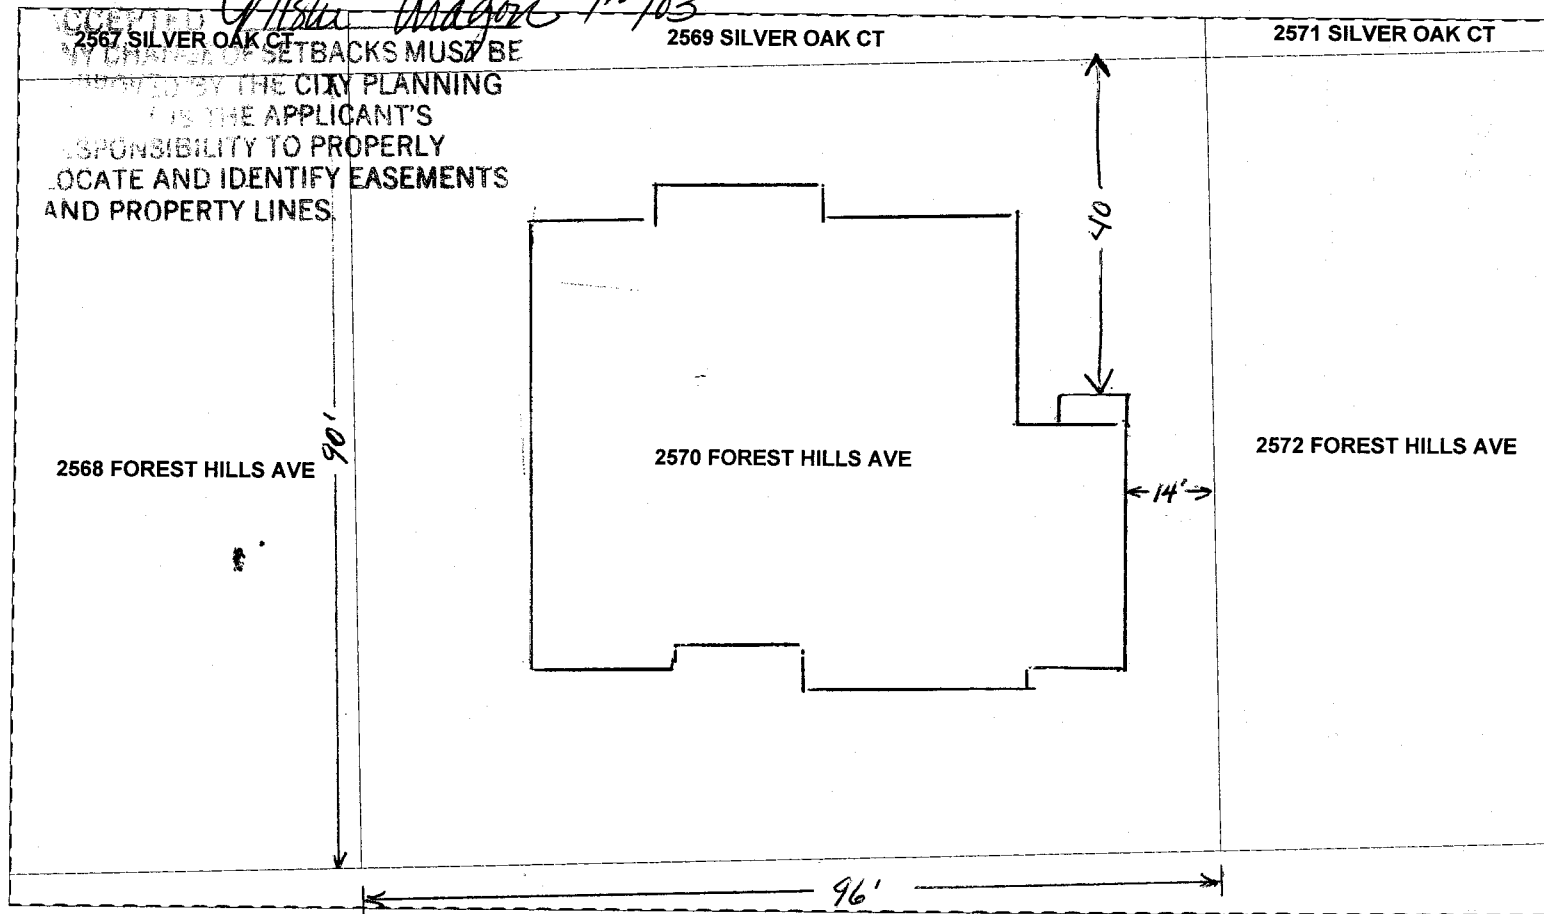 2567 SILVER OAK CT
2569 SILVER OAK CT
2571 SILVER OAK CT
SETBACKS MUST BE
BY THE CITY PLANNING
THE APPLICANT'S
TO PROPERLY
AND IDENTIFY EASEMENTS
AND PROPERTY LINES.
40
90'
2568 FOREST HILLS AVE
2570 FOREST HILLS AVE
2572 FOREST HILLS AVE
14'
96'